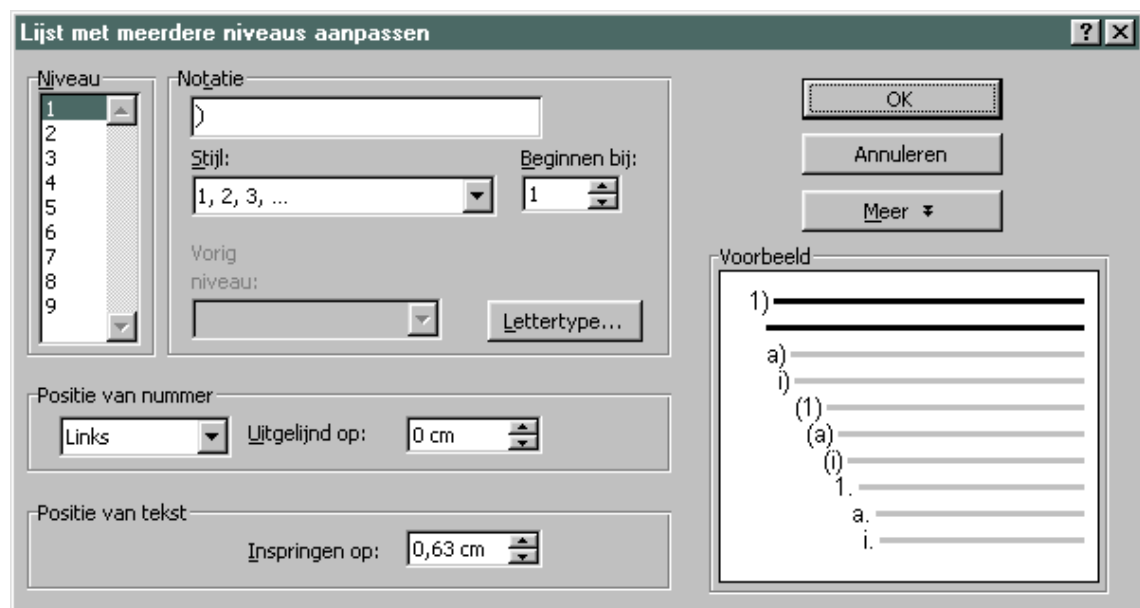 Lijst met meerdere niveaus aanpassen
Niveau
1
2
3
4
5
6
7
8
9
Notatie
)
Stijl:
Beginnen bij:
1, 2, 3, ...
1
Vorig
niveau:
Lettertype...
Positie van nummer
Links
Uitgelijnd op:
0 cm
Positie van tekst
Inspringen op:
0,63 cm
OK
Annuleren
Meer
Voorbeeld
1)
a)
i)
(1)
(a)
(i)
1.
a.
i.